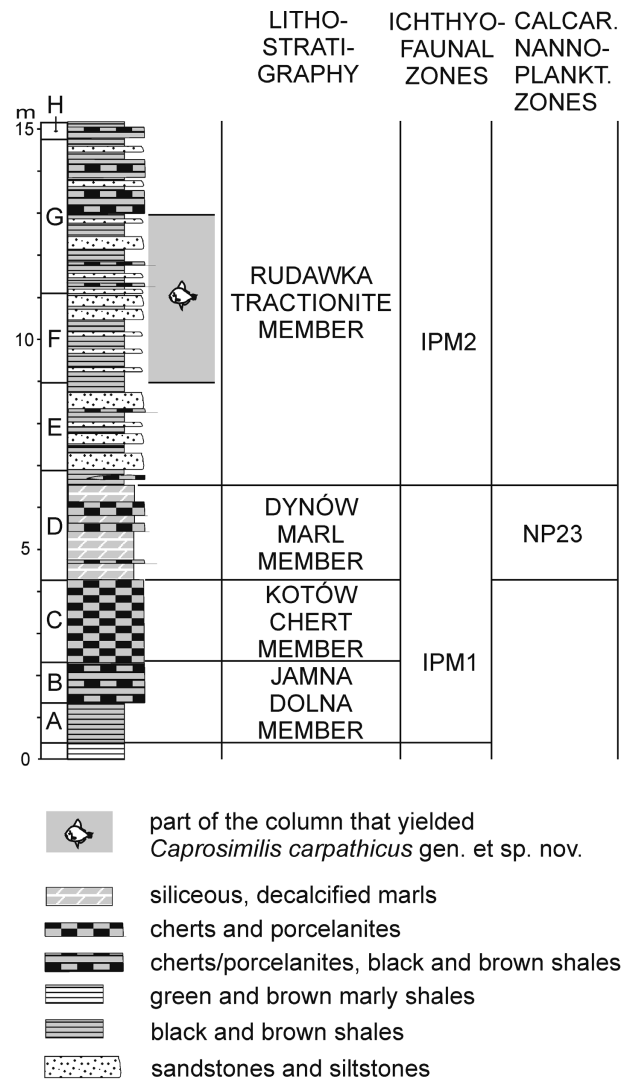 LITHO-
STRATI-
GRAPHY
ICHTHYO-
FAUNAL
ZONES
CALCAR.
NANNO-
PLANKT.
ZONES
m
H
15
G
RUDAWKA
TRACTIONITE
MEMBER
IPM2
10
F
E
D
5
DYNÓW
MARL
MEMBER
NP23
C
KOTÓW
CHERT
MEMBER
IPM1
B
JAMNA
DOLNA
MEMBER
A
0
part of the column that yielded
Caprosimilis carpathicus gen. et sp. nov.
siliceous, decalcified marls
cherts and porcelanites
cherts/porcelanites, black and brown shales
green and brown marly shales
black and brown shales
sandstones and siltstones